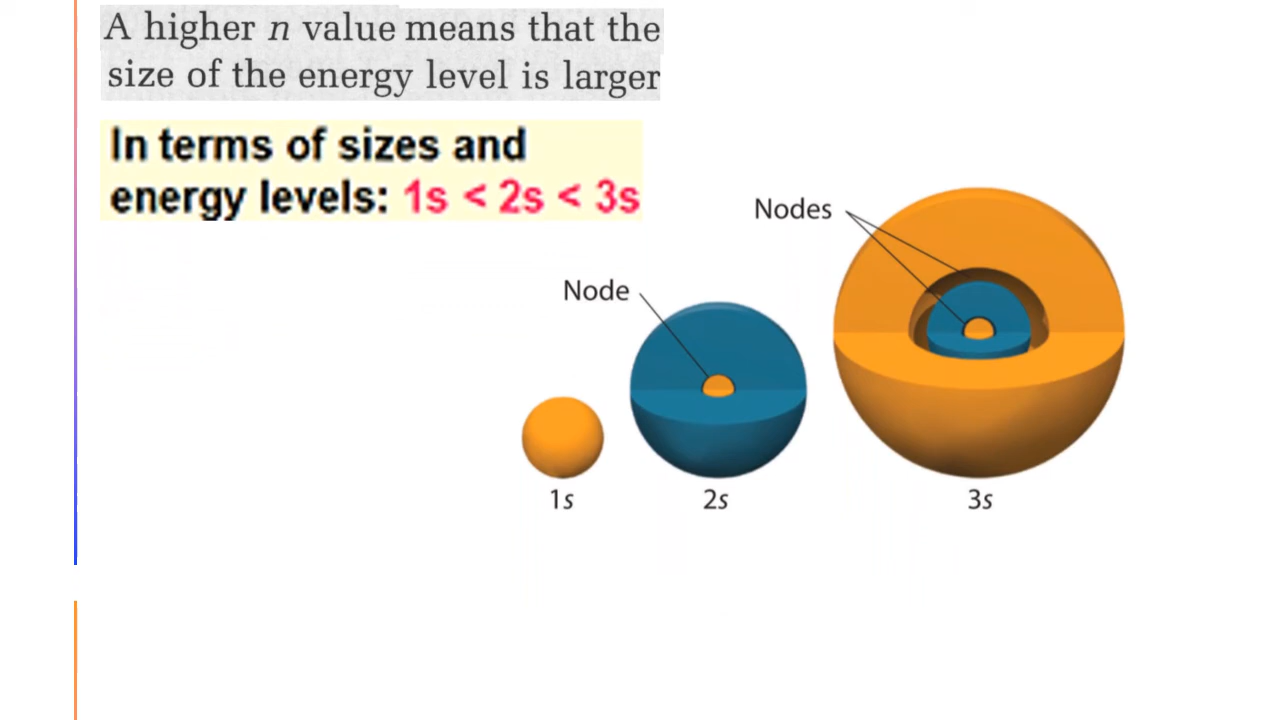 A higher n value means that the
size of the energy level is larger
In terms of sizes and
energy levels: 1s < 2s < 3s
Nodes
Node
1s
2s
3s